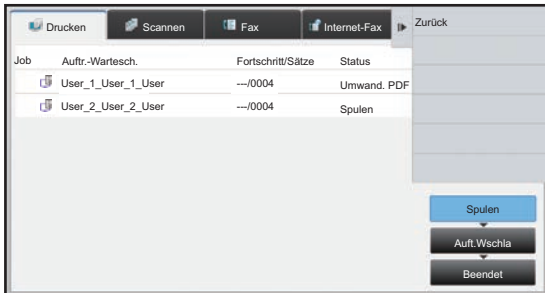 Drucken Scannen Fax Internet-Fax Zurück
Job Auftr.-Wartesch. Fortschritt/Sätze Status
User_1_User_1_User ---/0004 Umwand. PDF
User_2_User_2_User ---/0004 Spulen
Spulen
Auft.Wschla
Beendet